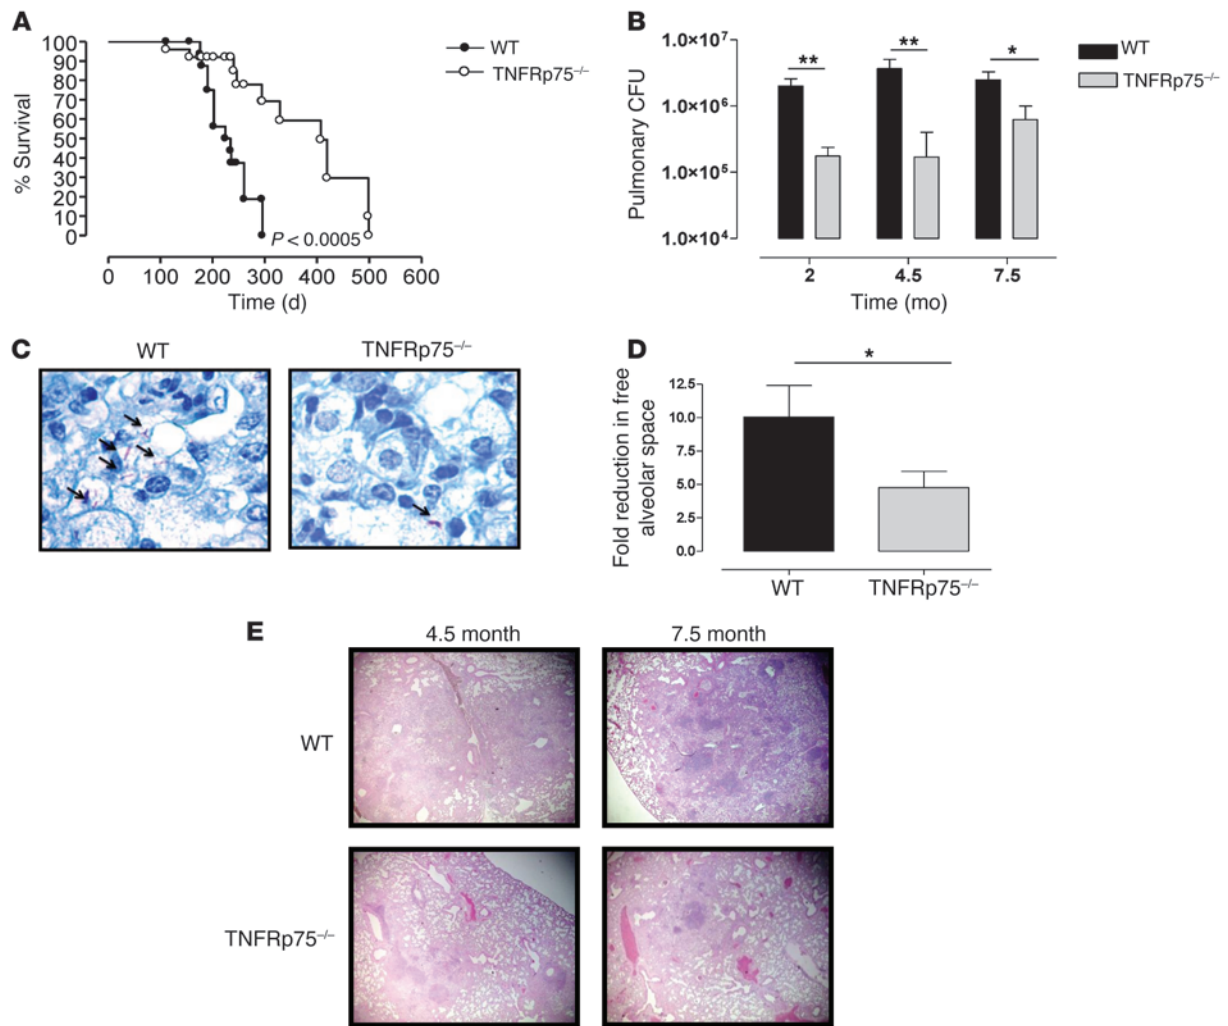 A
100
90
80
70
60
50
40
30
20
10
0
% Survival
WT
TNFRp75–/–
P < 0.0005
0 100 200 300 400 500 600
Time (d)
B
1.0×10⁷
1.0×10⁶
1.0×10⁵
1.0×10⁴
Pulmonary CFU
** ** *
WT
TNFRp75–/–
2 4.5 7.5
Time (mo)
C
WT TNFRp75–/–
D
*
12.5
10.0
7.5
5.0
2.5
0.0
Fold reduction in free
alveolar space
WT TNFRp75–/–
E
4.5 month 7.5 month
WT
TNFRp75–/–